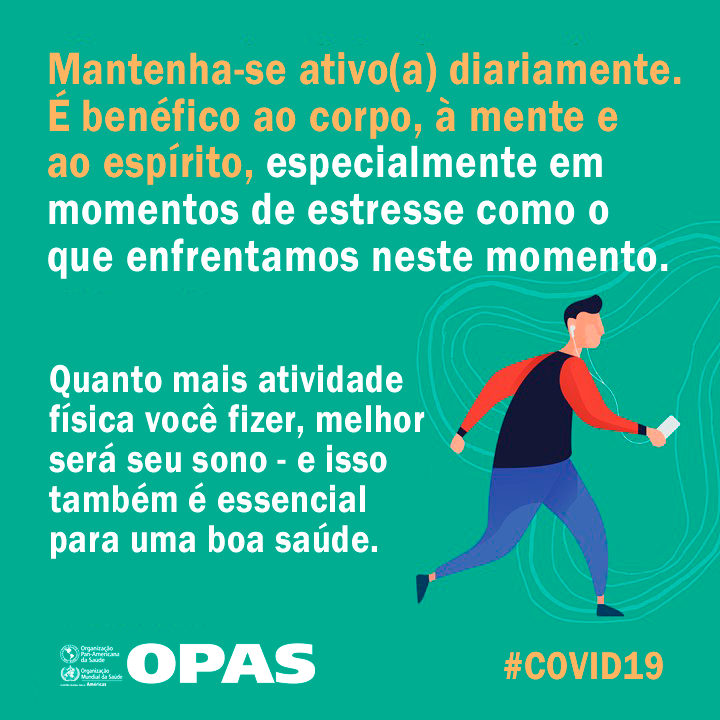 Mantenha-se ativo(a) diariamente.
É benéfico ao corpo, à mente e
ao espírito, especialmente em
momentos de estresse como o
que enfrentamos neste momento.
Quanto mais atividade
física você fizer, melhor
será seu sono - e isso
também é essencial
para uma boa saúde.
Organização
Pan-Americana
da Saúde
Organização
Mundial da Saúde
Américas
OPAS
#COVID19